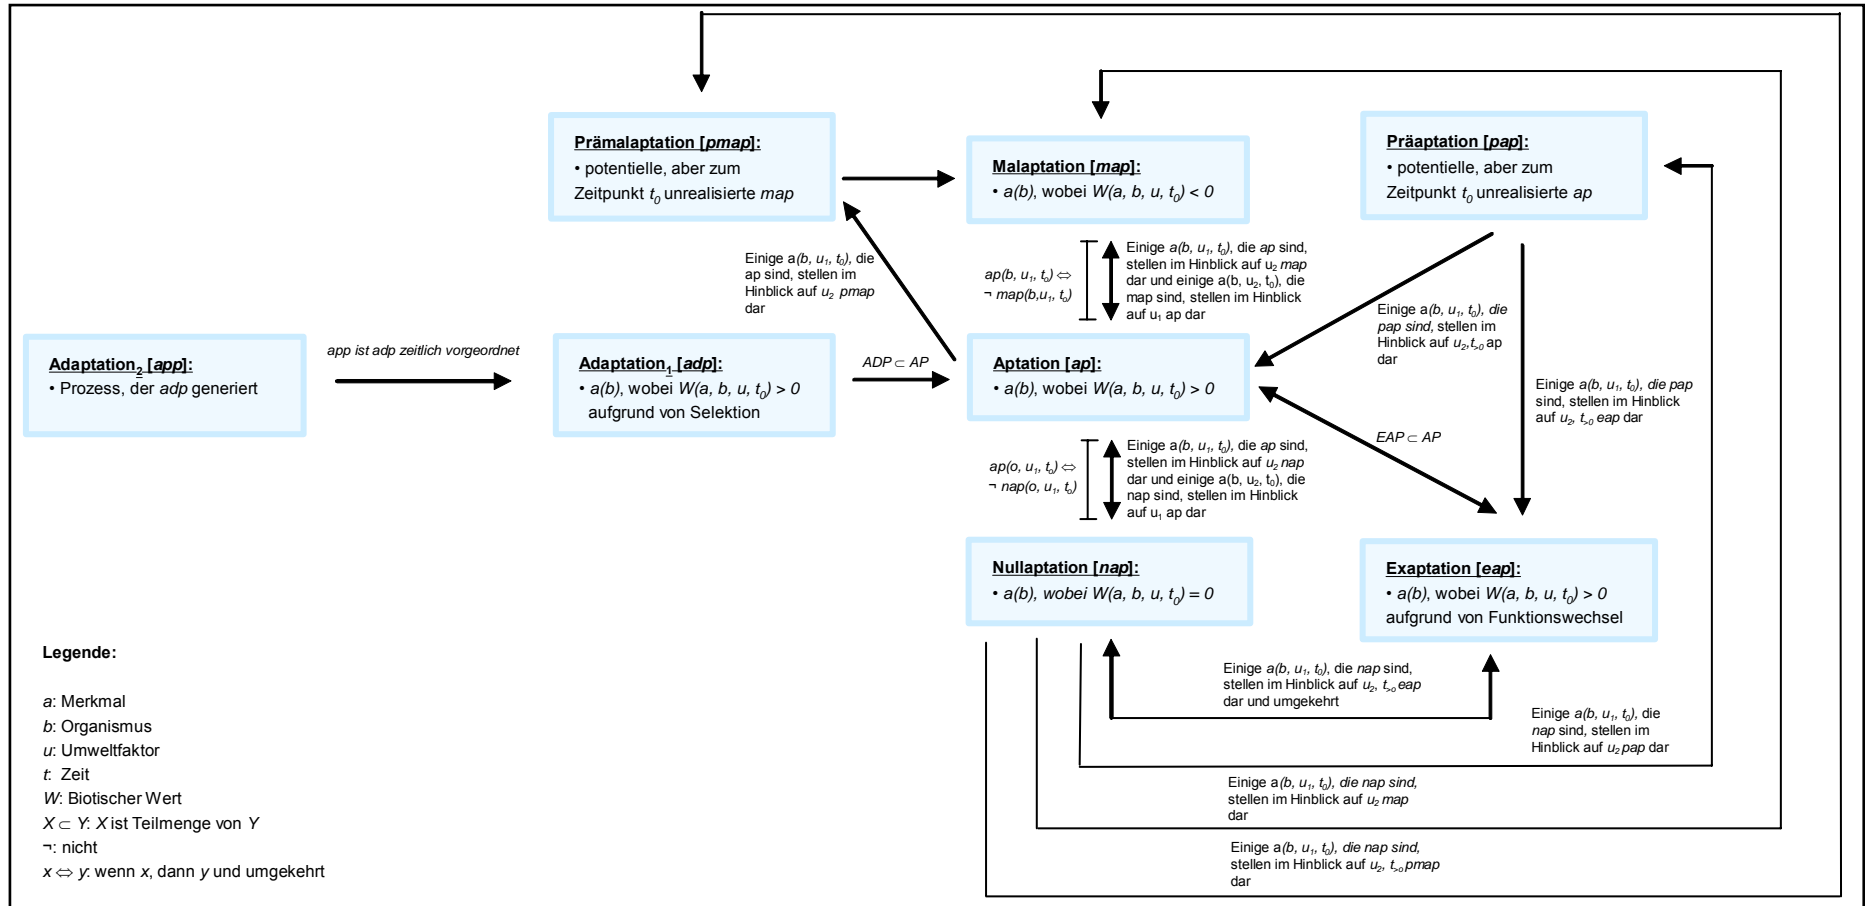 Prämalaptation [pmap]:
• potentielle, aber zum
Zeitpunkt t₀ unrealisierte map
Malaptation [map]:
• a(b), wobei W(a, b, u, t₀) < 0
Präaptation [pap]:
• potentielle, aber zum
Zeitpunkt t₀ unrealisierte ap
Einige a(b, u₁, t₀), die
ap sind, stellen im
Hinblick auf u₂ pmap
dar
ap(b, u₁, t₀) ⇔
¬ map(b,u₁, t₀)
Einige a(b, u₁, t₀), die ap sind,
stellen im Hinblick auf u₂ map
dar und einige a(b, u₂, t₀), die
map sind, stellen im Hinblick
auf u₁ ap dar
Einige a(b, u₁, t₀), die
pap sind, stellen im
Hinblick auf u₂,t>₀ ap
dar
Einige a(b, u₁, t₀), die pap
sind, stellen im Hinblick
auf u₂, t>₀ eap dar
Adaptation₂ [app]:
• Prozess, der adp generiert
app ist adp zeitlich vorgeordnet
Adaptation₁ [adp]:
• a(b), wobei W(a, b, u, t₀) > 0
aufgrund von Selektion
ADP ⊂ AP
Aptation [ap]:
• a(b), wobei W(a, b, u, t₀) > 0
EAP ⊂ AP
ap(o, u₁, t₀) ⇔
¬ nap(o, u₁, t₀)
Einige a(b, u₁, t₀), die ap sind,
stellen im Hinblick auf u₂ nap
dar und einige a(b, u₂, t₀), die
nap sind, stellen im Hinblick
auf u₁ ap dar
Nullaptation [nap]:
• a(b), wobei W(a, b, u, t₀) = 0
Exaptation [eap]:
• a(b), wobei W(a, b, u, t₀) > 0
aufgrund von Funktionswechsel
Einige a(b, u₁, t₀), die nap sind,
stellen im Hinblick auf u₂, t>₀ eap
dar und umgekehrt
Einige a(b, u₁, t₀), die
nap sind, stellen im
Hinblick auf u₂ pap dar
Einige a(b, u₁, t₀), die nap sind,
stellen im Hinblick auf u₂ map
dar
Einige a(b, u₁, t₀), die nap sind,
stellen im Hinblick auf u₂, t>₀ pmap
dar
Legende:
a: Merkmal
b: Organismus
u: Umweltfaktor
t: Zeit
W: Biotischer Wert
X ⊂ Y: X ist Teilmenge von Y
¬: nicht
x ⇔ y: wenn x, dann y und umgekehrt